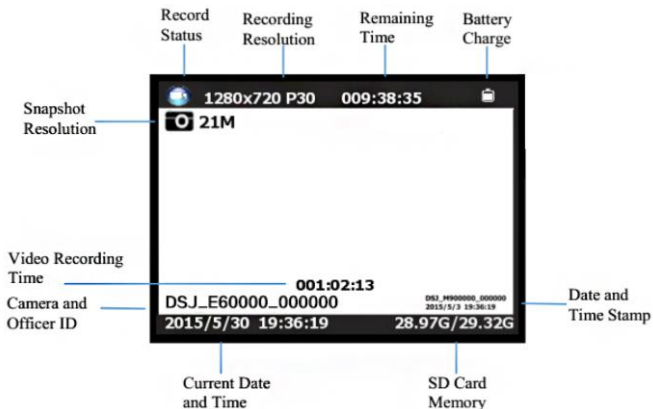 Record
Status
Recording
Resolution
Remaining
Time
Battery
Charge
1280x720 P30 009:38:35
Snapshot
Resolution
21M
Video Recording
Time
001:02:13
Camera and
Officer ID
DSJ_E60000_000000
DSJ_M900000_000000
2015/5/3 19:36:19
Date and
Time Stamp
2015/5/30 19:36:19 28.97G/29.32G
Current Date
and Time
SD Card
Memory